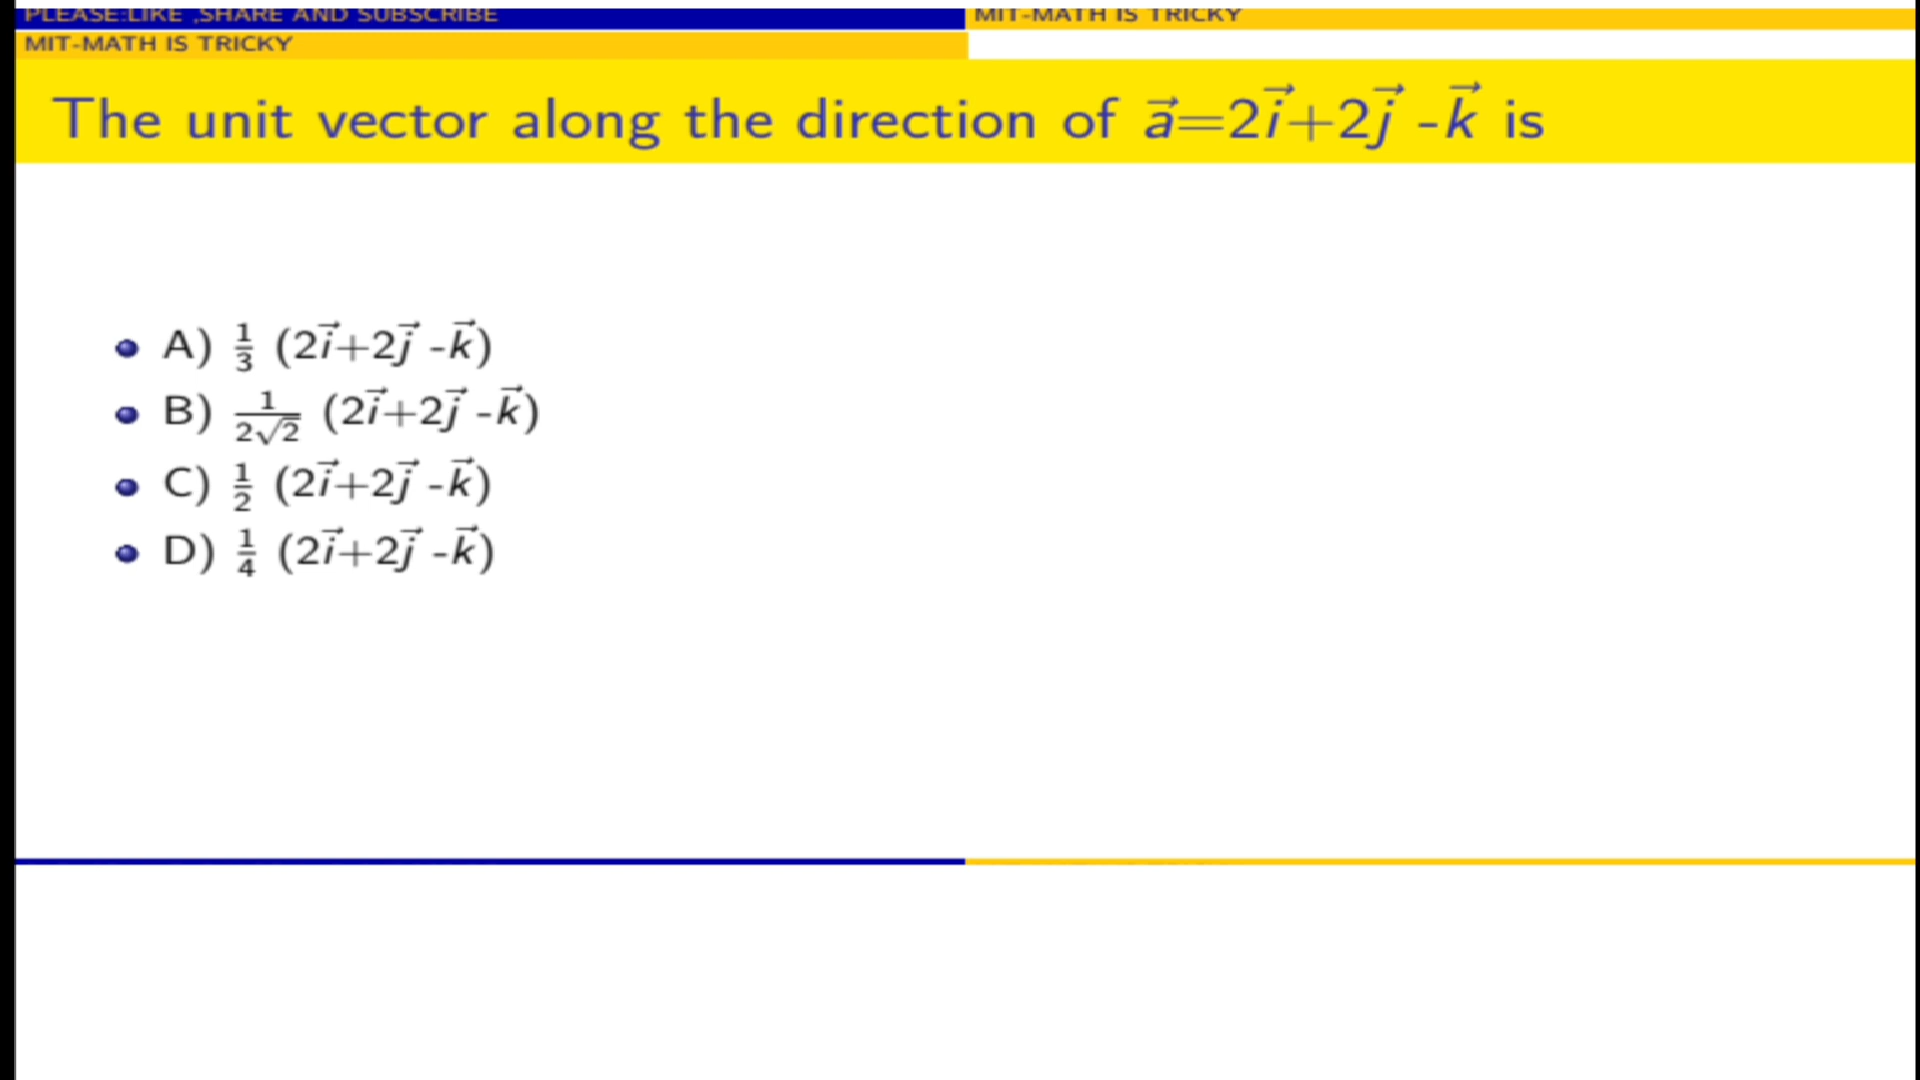 PLEASE:LIKE ,SHARE AND SUBSCRIBE
MIT-MATH IS TRICKY
MIT-MATH IS TRICKY
The unit vector along the direction of a⃗=2i⃗+2j⃗ -k⃗ is
A) 1/3 (2i⃗+2j⃗ -k⃗)
B) 1/(2√2) (2i⃗+2j⃗ -k⃗)
C) 1/2 (2i⃗+2j⃗ -k⃗)
D) 1/4 (2i⃗+2j⃗ -k⃗)